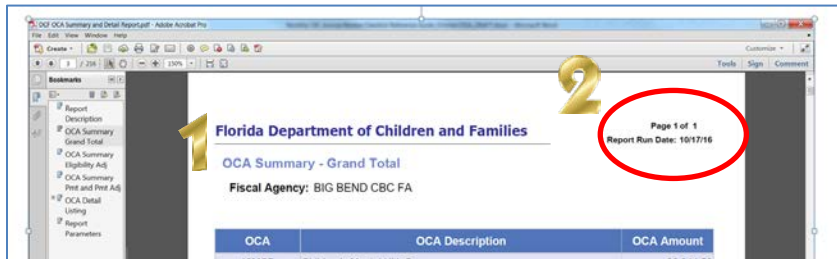 OCF OCA Summary and Detail Report.pdf - Adobe Acrobat Pro
File Edit View Window Help
Create
Customize
3 / 256 150% Tools Sign Comment
Bookmarks
Report
Description
OCA Summary
Grand Total
OCA Summary
Eligibility Adj
OCA Summary
Pmt and Pmt Adj
OCA Detail
Listing
Report
Parameters
1
2
Florida Department of Children and Families
Page 1 of 1
Report Run Date: 10/17/16
OCA Summary - Grand Total
Fiscal Agency: BIG BEND CBC FA
OCA OCA Description OCA Amount